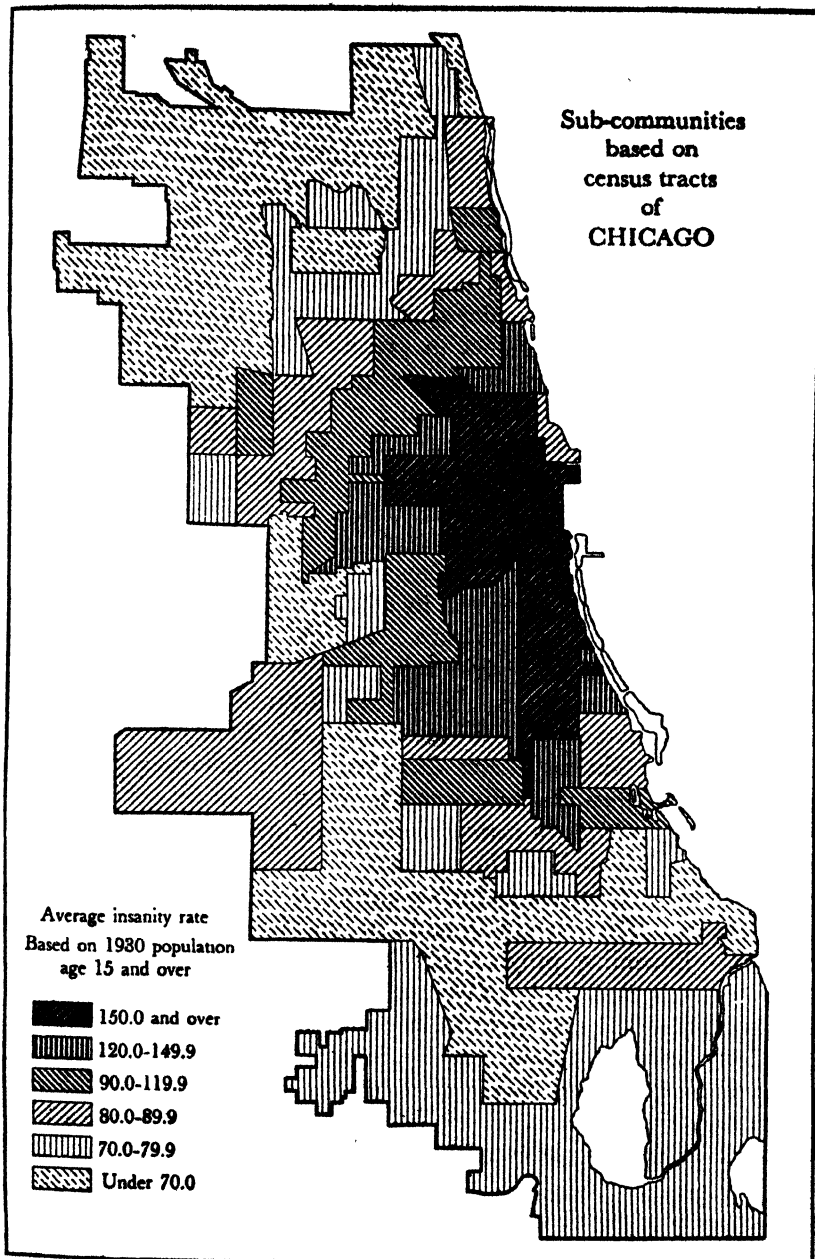 Sub-communities
based on
census tracts
of
CHICAGO
Average insanity rate
Based on 1930 population
age 15 and over
150.0 and over
120.0-149.9
90.0-119.9
80.0-89.9
70.0-79.9
Under 70.0